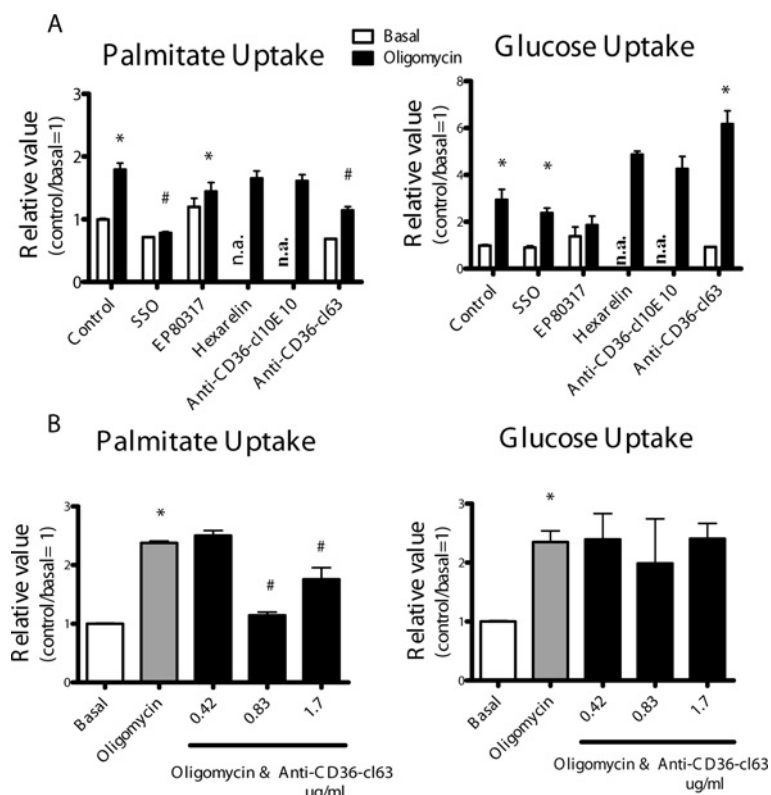 A
Palmitate Uptake
Basal
Oligomycin
Glucose Uptake
Relative value
(control/basal=1)
3
2
1
0
*
#
*
n.a.
n.a.
#
Control
SSO
EP80317
Hexarelin
Anti-CD36-cl10E10
Anti-CD36-cl63
Relative value
(control/basal=1)
8
6
4
2
0
*
*
n.a.
n.a.
*
Control
SSO
EP80317
Hexarelin
Anti-CD36-cl10E10
Anti-CD36-cl63
B
Palmitate Uptake
Relative value
(control/basal= 1)
3
2
1
0
*
#
#
Basal
Oligomycin
0.42
0.83
1.7
Oligomycin & Anti-CD36-cl63
ug/ml
Glucose Uptake
Relative value
(control/basal= 1)
3
2
1
0
*
Basal
Oligomycin
0.42
0.83
1.7
Oligomycin & Anti-CD36-cl63
ug/ml